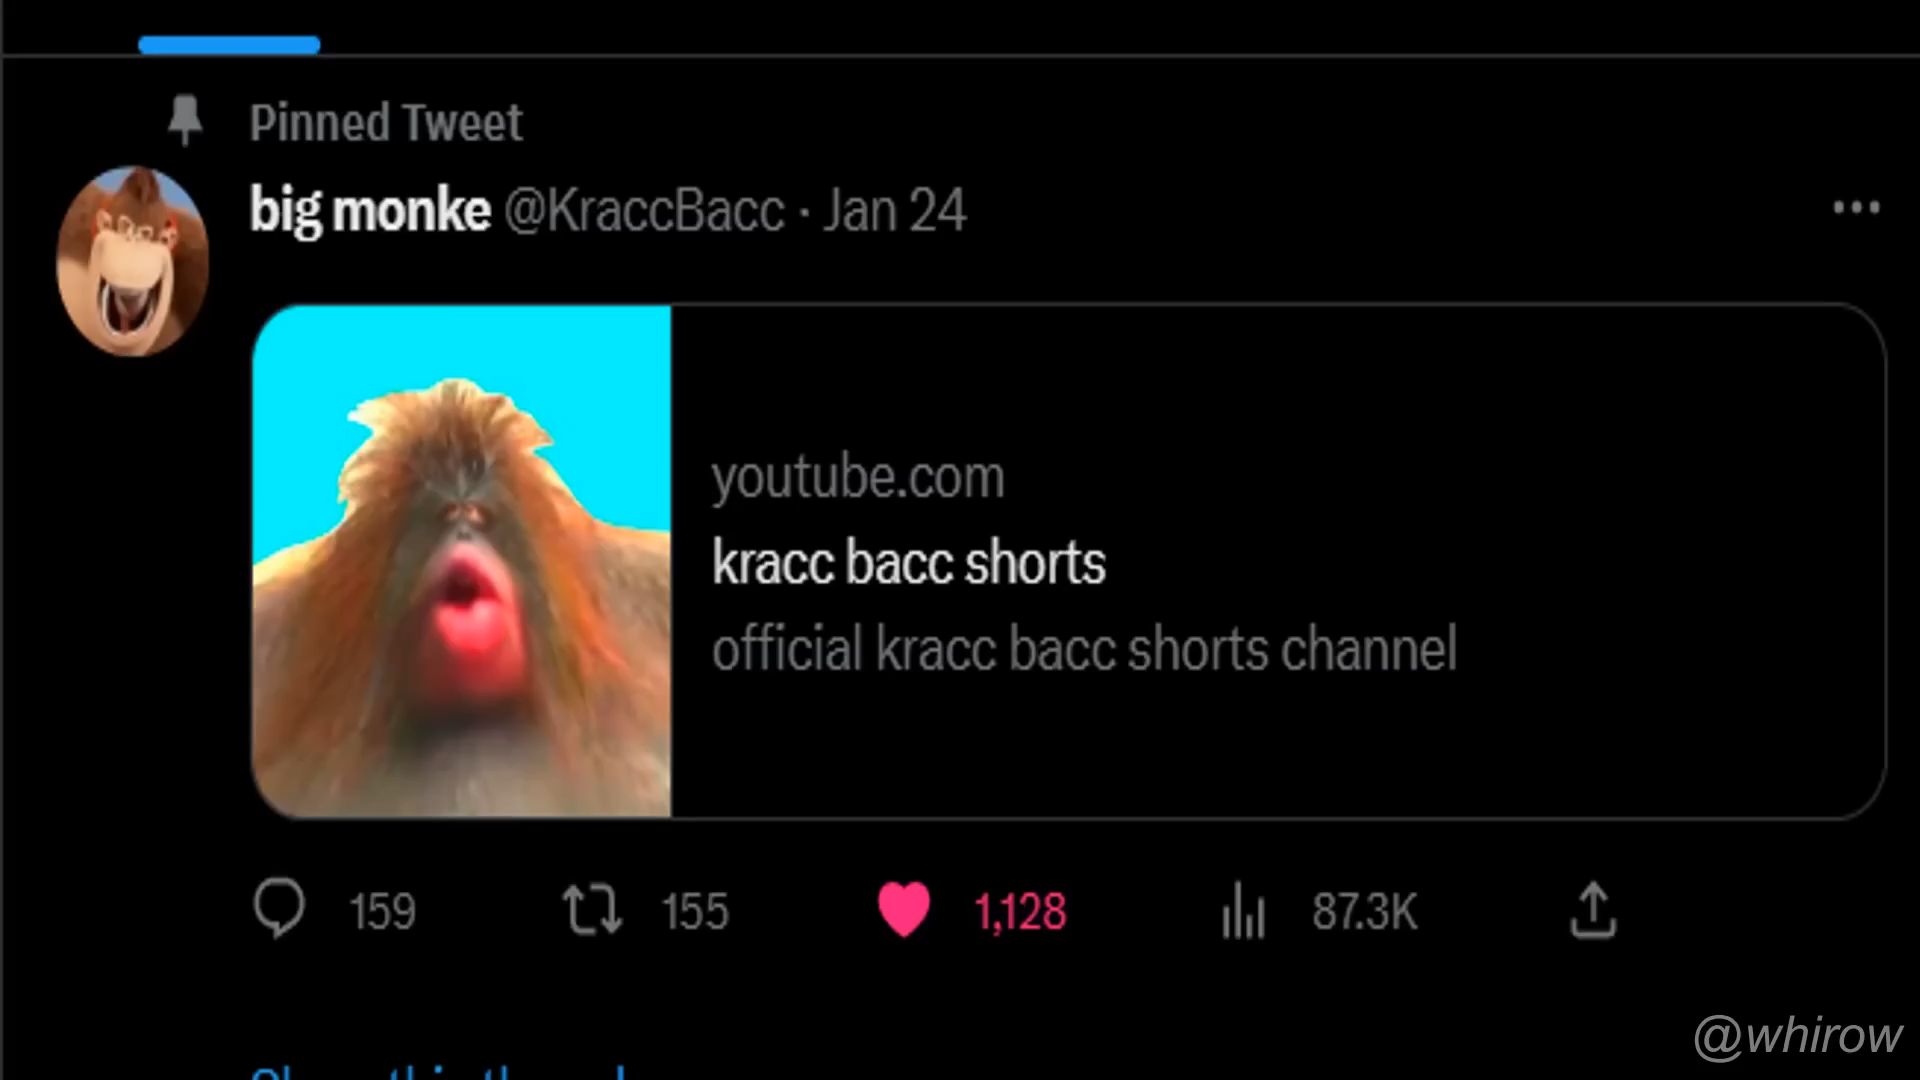 Pinned Tweet
big monke @KraccBacc · Jan 24
youtube.com
kracc bacc shorts
official kracc bacc shorts channel
159 155 1,128 87.3K
@whirow